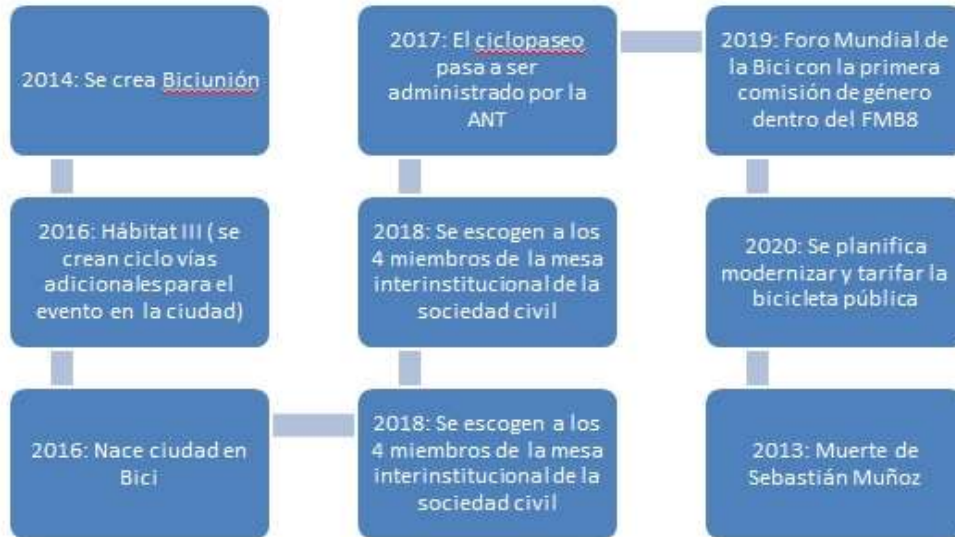 2014: Se crea Biciunión
2016: Hábitat III ( se
crean ciclo vías
adicionales para el
evento en la ciudad)
2016: Nace ciudad en
Bici
2018: Se escogen a los
4 miembros de la mesa
interinstitucional de la
sociedad civil
2018: Se escogen a los
4 miembros de la mesa
interinstitucional de la
sociedad civil
2017: El ciclopaseo
pasa a ser
administrado por la
ANT
2019: Foro Mundial de
la Bici con la primera
comisión de género
dentro del FMB8
2020: Se planifica
modernizar y tarifar la
bicicleta pública
2013: Muerte de
Sebastián Muñoz